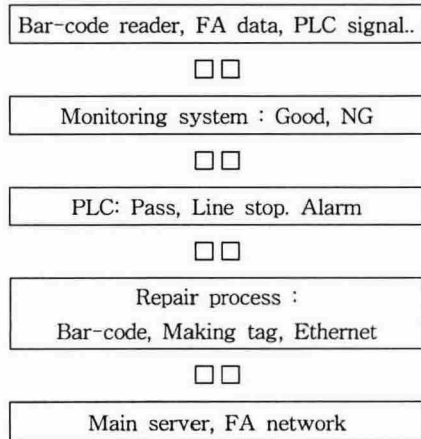 Bar-code reader, FA data, PLC signal..
□□
Monitoring system : Good, NG
□□
PLC: Pass, Line stop. Alarm
□□
Repair process :
Bar-code, Making tag, Ethernet
□□
Main server, FA network